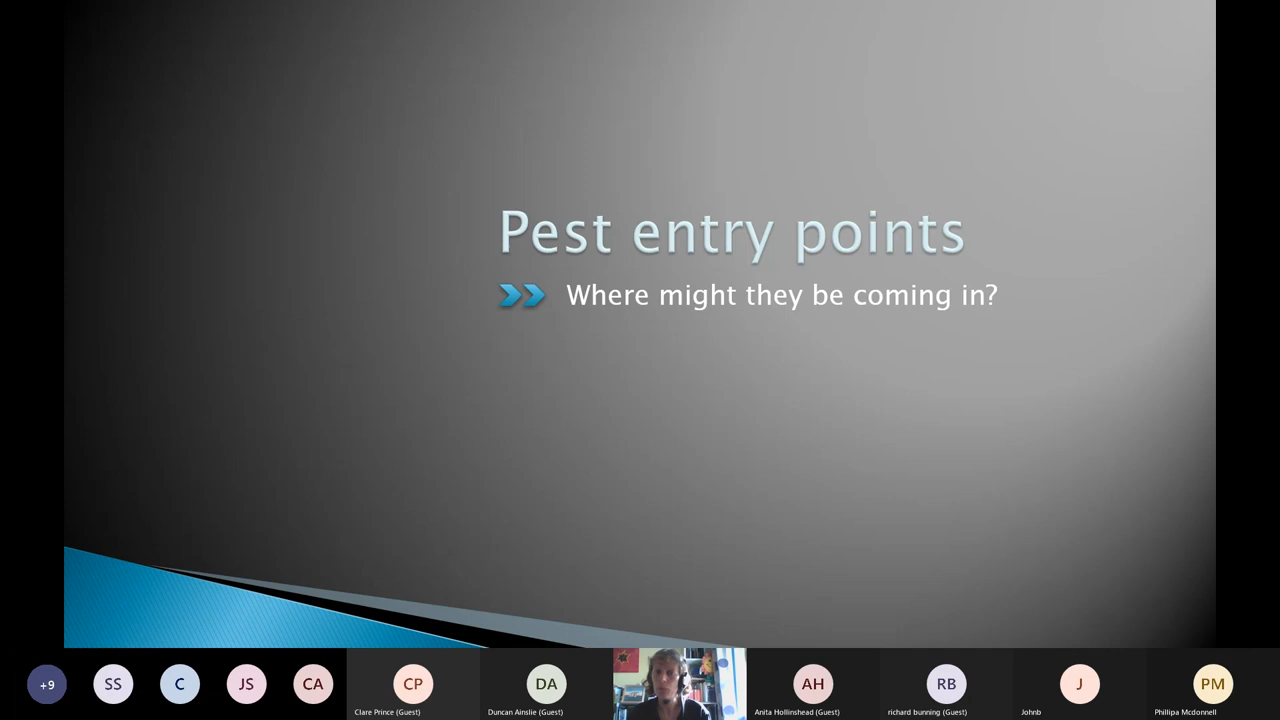 Pest entry points
Where might they be coming in?
+9
SS
C
JS
CA
CP
DA
AH
RB
J
PM
Clare Prince (Guest)
Duncan Ainslie (Guest)
Anita Hollinshead (Guest)
richard bunning (Guest)
Johnb
Phillipa Mcdonnell